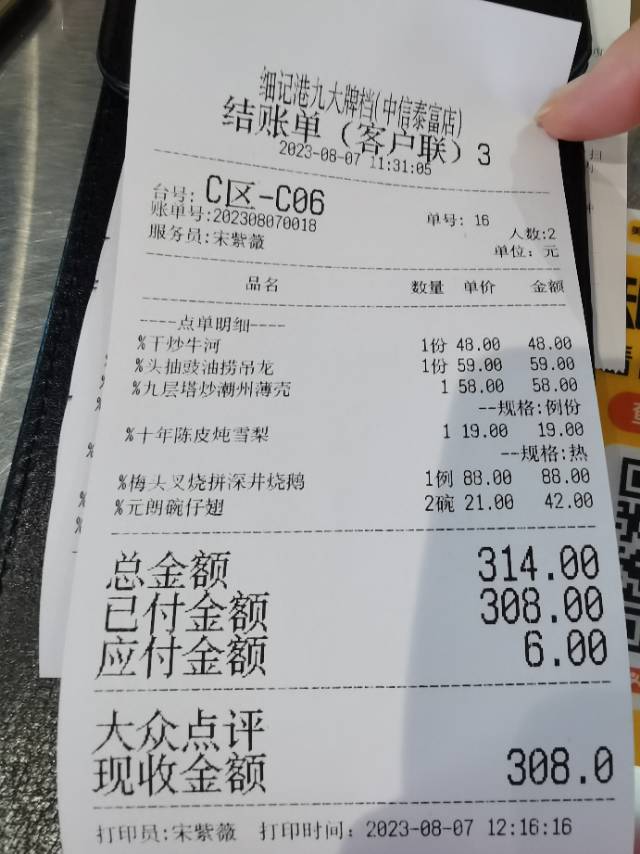 细记港九大牌档(中信泰富店)
结账单（客户联）3
2023-08-07 11:31:05
台号: C区-C06
账单号:202308070018 单号: 16 人数:2
服务员:宋紫薇 单位: 元
品名 数量 单价 金额
-----点单明细----
%干炒牛河 1份 48.00 48.00
%头抽豉油捞吊龙 1份 59.00 59.00
%九层塔炒潮州薄壳 1 58.00 58.00
--规格:例份
%十年陈皮炖雪梨 1 19.00 19.00
--规格:热
%梅头叉烧拼深井烧鹅 1例 88.00 88.00
%元朗碗仔翅 2碗 21.00 42.00
总金额 314.00
已付金额 308.00
应付金额 6.00
大众点评
现收金额 308.0
打印员:宋紫薇 打印时间: 2023-08-07 12:16:16